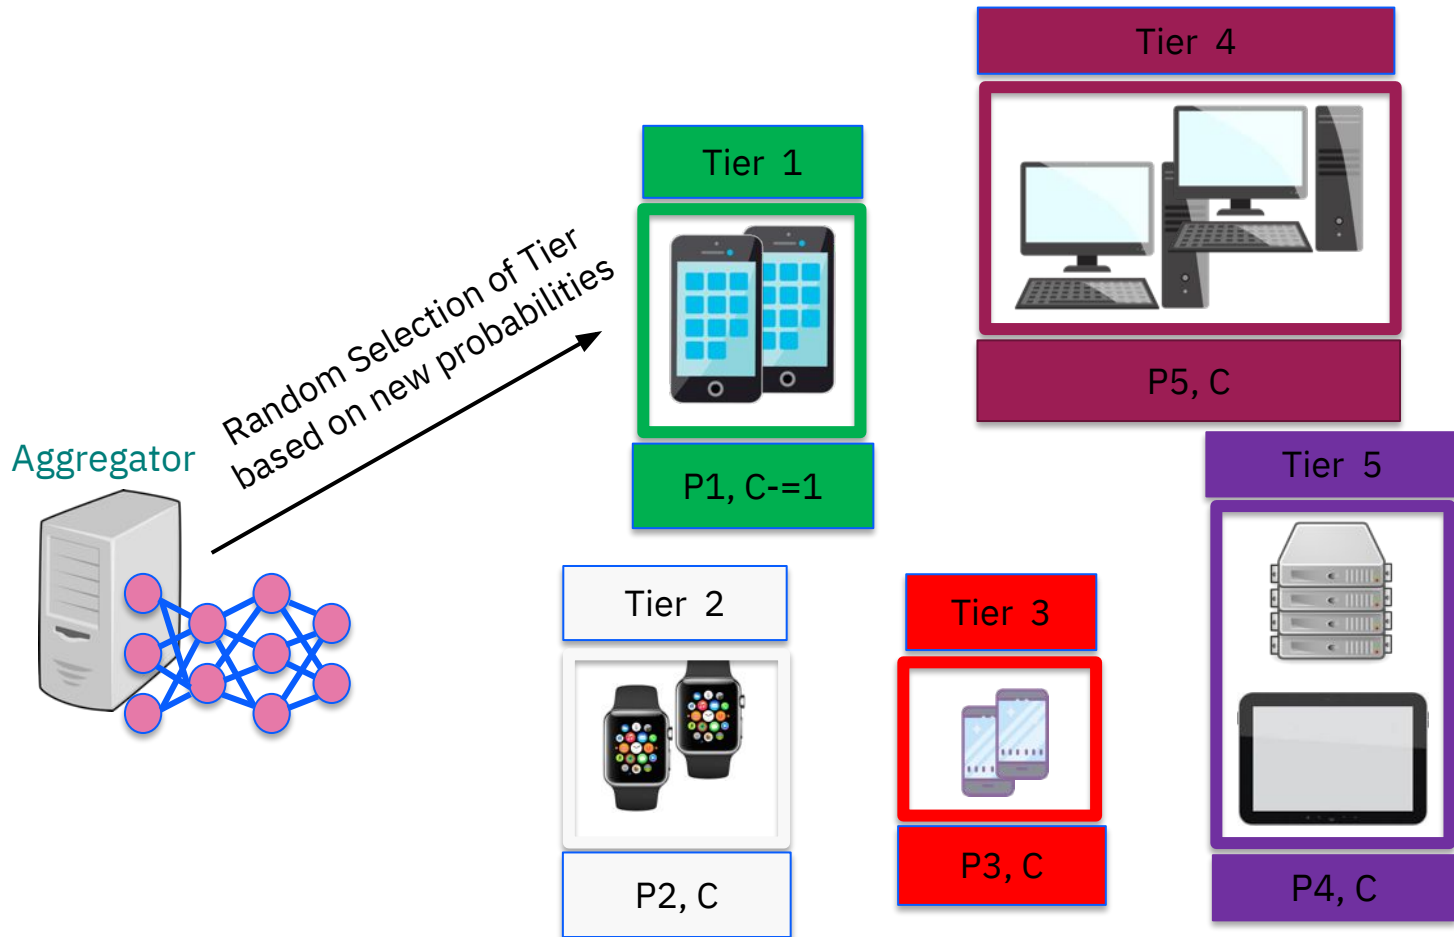 Tier 4
Tier 1
Random Selection of Tier
based on new probabilities
P5, C
Aggregator
P1, C-=1
Tier 5
Tier 2
Tier 3
P2, C
P3, C
P4, C